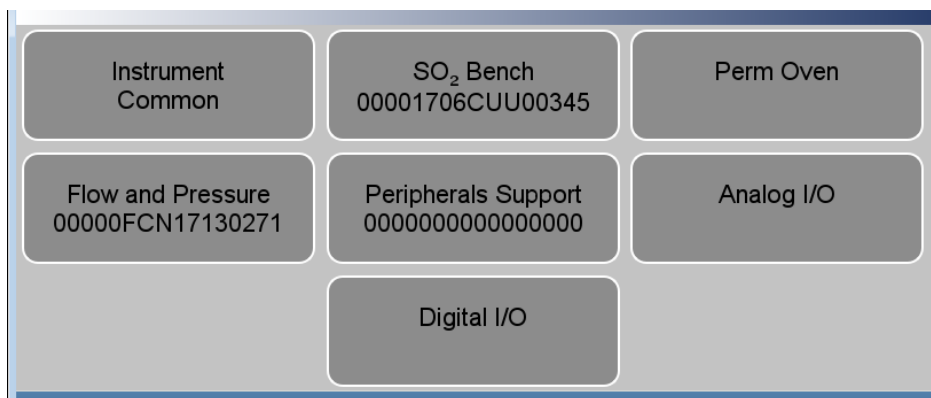 Instrument
Common
SO₂ Bench
00001706CUU00345
Perm Oven
Flow and Pressure
00000FCN17130271
Peripherals Support
0000000000000000
Analog I/O
Digital I/O